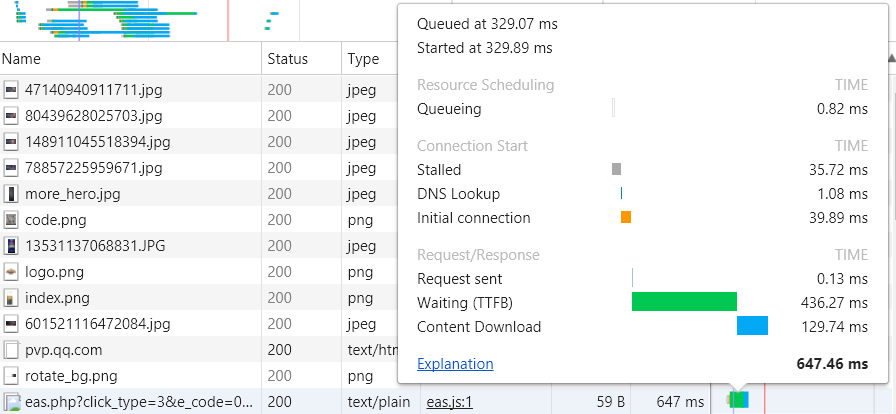 Queued at 329.07 ms
Started at 329.89 ms
Resource Scheduling TIME
Queueing 0.82 ms
Connection Start TIME
Stalled 35.72 ms
DNS Lookup 1.08 ms
Initial connection 39.89 ms
Request/Response TIME
Request sent 0.13 ms
Waiting (TTFB) 436.27 ms
Content Download 129.74 ms
Explanation 647.46 ms
Name Status Type
47140940911711.jpg 200 jpeg
80439628025703.jpg 200 jpeg
148911045518394.jpg 200 jpeg
78857225959671.jpg 200 jpeg
more_hero.jpg 200 jpeg
code.png 200 png
13531137068831.JPG 200 jpeg
logo.png 200 png
index.png 200 png
601521116472084.jpg 200 jpeg
pvp.qq.com 200 text/htm
rotate_bg.png 200 png
eas.php?click_type=3&e_code=0... 200 text/plain eas.js:1 59 B 647 ms